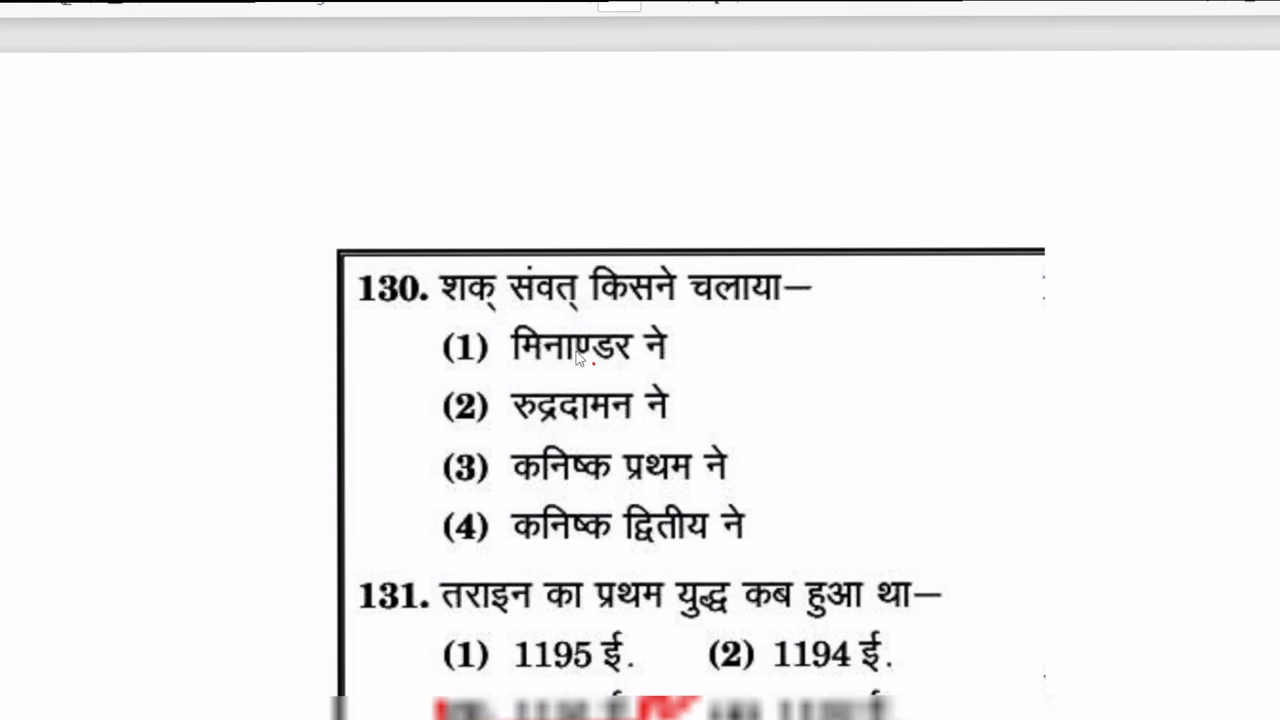 130. शक् संवत् किसने चलाया—
(1) मिनाण्डर ने
(2) रुद्रदामन ने
(3) कनिष्क प्रथम ने
(4) कनिष्क द्वितीय ने
131. तराइन का प्रथम युद्ध कब हुआ था—
(1) 1195 ई. (2) 1194 ई.